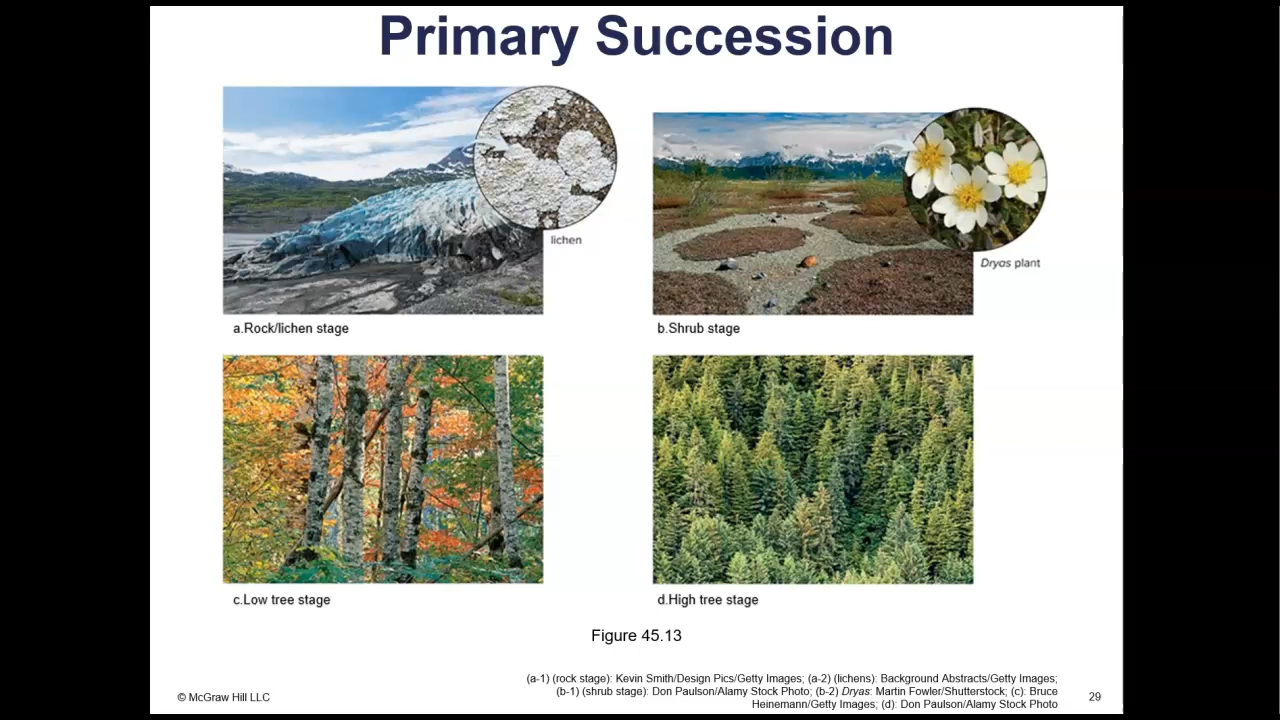 Primary Succession
lichen
Dryas plant
a.Rock/lichen stage
b.Shrub stage
c.Low tree stage
d.High tree stage
Figure 45.13
(a-1) (rock stage): Kevin Smith/Design Pics/Getty Images; (a-2) (lichens): Background Abstracts/Getty Images;
(b-1) (shrub stage): Don Paulson/Alamy Stock Photo; (b-2) Dryas: Martin Fowler/Shutterstock; (c): Bruce
Heinemann/Getty Images; (d): Don Paulson/Alamy Stock Photo
© McGraw Hill LLC
29